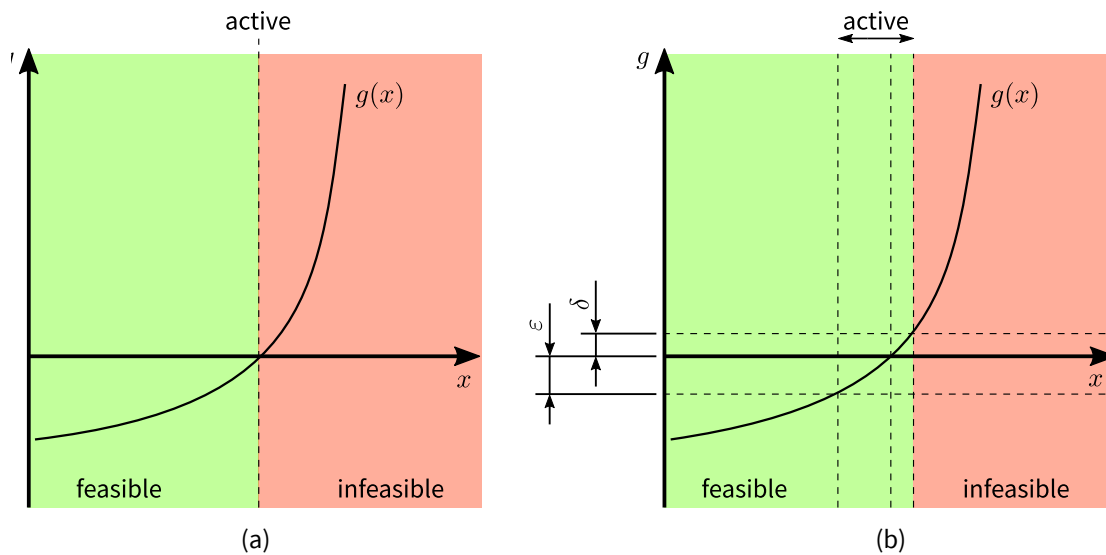 active
g(x)
x
feasible
infeasible
(a)
active
g
g(x)
δ
ε
x
feasible
infeasible
(b)